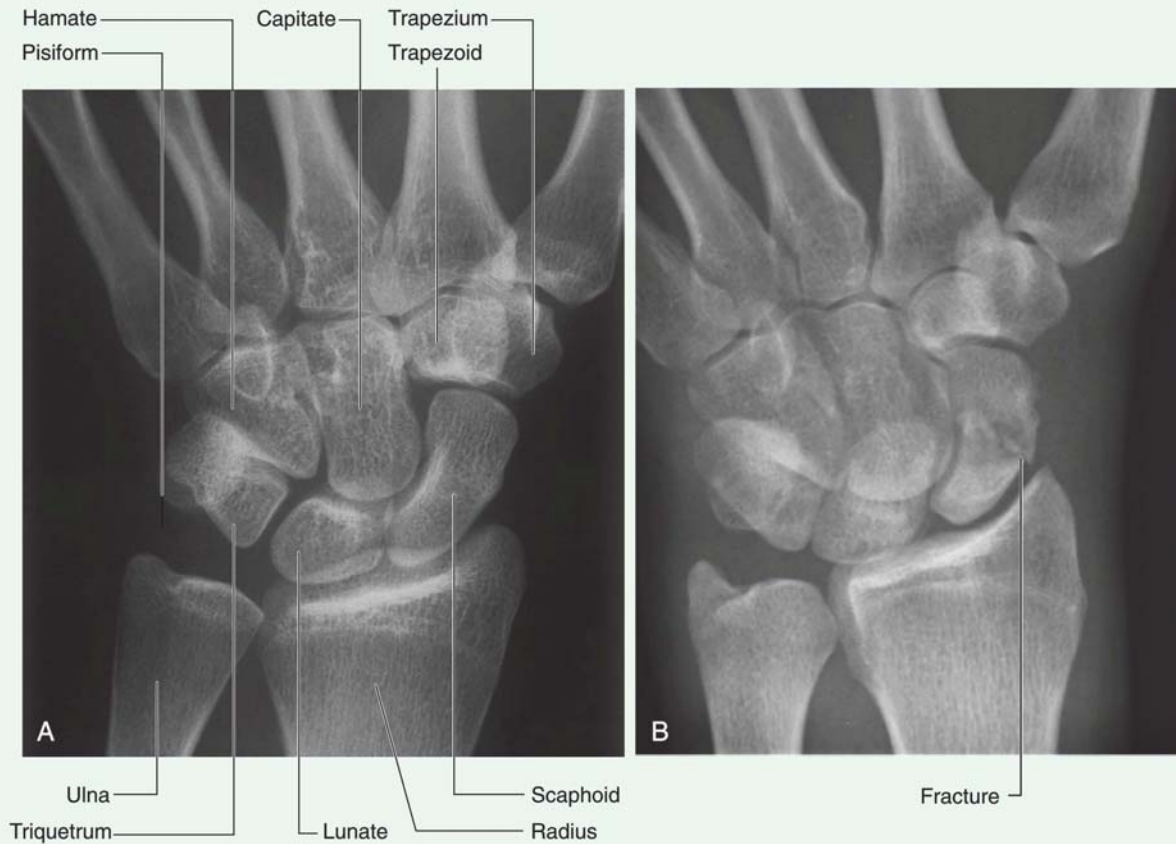 Hamate
Capitate
Trapezium
Pisiform
Trapezoid
A
B
Ulna
Scaphoid
Fracture
Triquetrum
Lunate
Radius